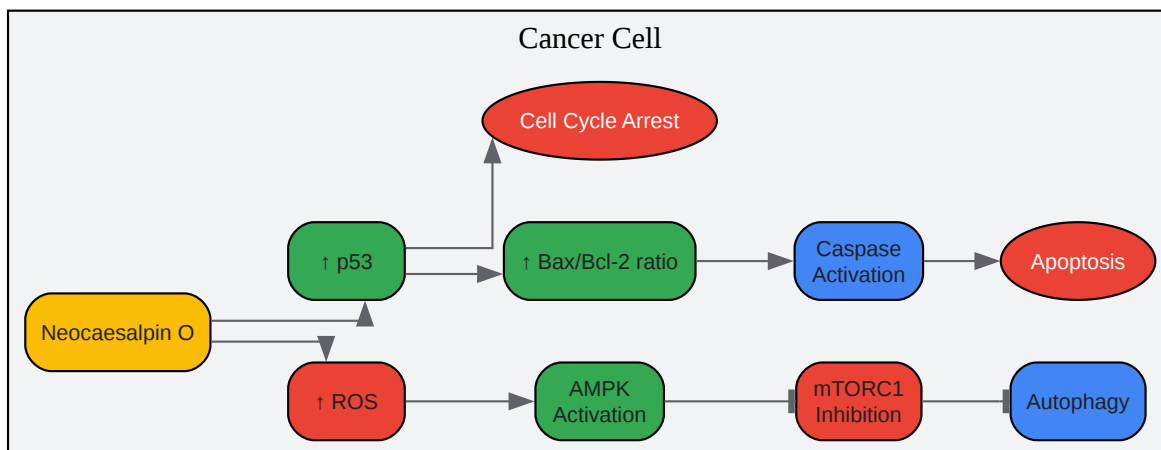 Cancer Cell
Cell Cycle Arrest
↑ p53
↑ Bax/Bcl-2 ratio
Caspase
Activation
Apoptosis
Neocaesalpin O
↑ ROS
AMPK
Activation
mTORC1
Inhibition
Autophagy